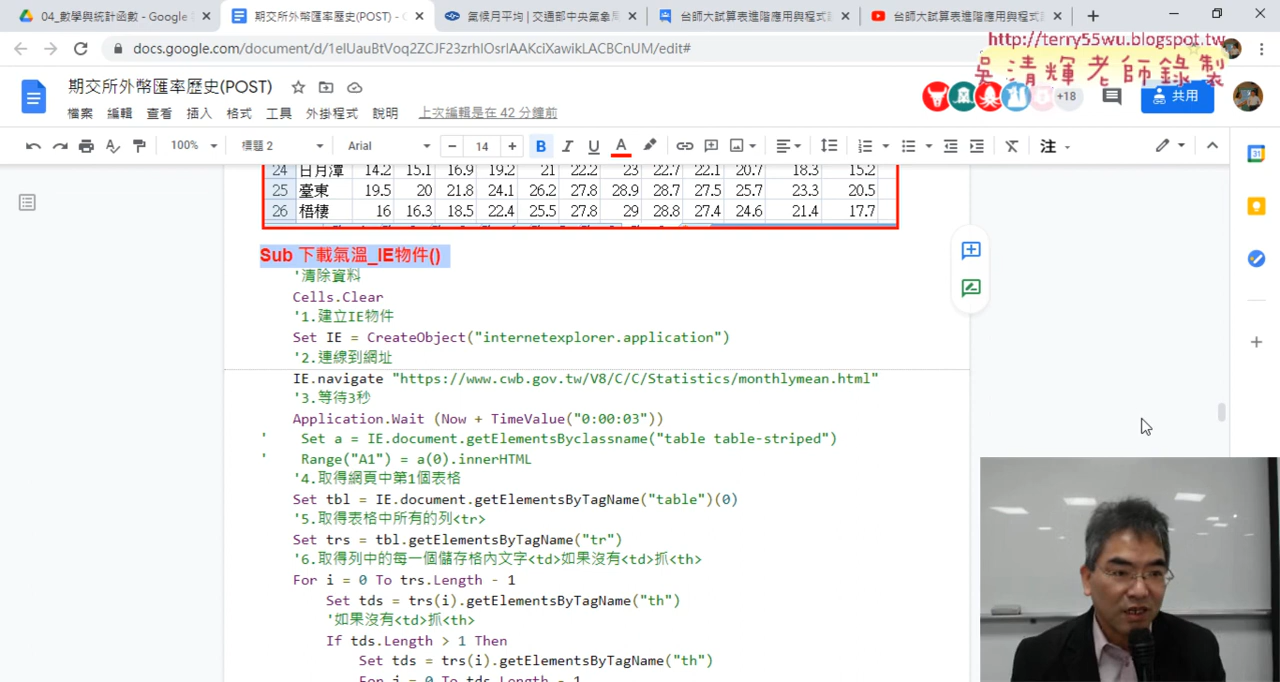 04_數學與統計函數 - Google
期交所外幣匯率歷史(POST) - G
氣候月平均 | 交通部中央氣象局
台師大試算表進階應用與程式設
台師大試算表進階應用與程式設
docs.google.com/document/d/1elUauBtVoq2ZCJF23zrhIOsrlAAKciXawikLACBCnUM/edit#
http://terry55wu.blogspot.tw
吳清輝老師錄製
期交所外幣匯率歷史(POST)
檔案 編輯 查看 插入 格式 工具 外掛程式 說明 上次編輯是在 42 分鐘前
+18
共用
100% 標題 2 Arial 14 B I U A 注
24 日月潭 14.2 15.1 16.9 19.2 21 22.2 23 22.7 22.1 20.7 18.3 15.2
25 臺東 19.5 20 21.8 24.1 26.2 27.8 28.9 28.7 27.5 25.7 23.3 20.5
26 梧棲 16 16.3 18.5 22.4 25.5 27.8 29 28.8 27.4 24.6 21.4 17.7
Sub 下載氣溫_IE物件()
'清除資料
Cells.Clear
'1.建立IE物件
Set IE = CreateObject("internetexplorer.application")
'2.連線到網址
IE.navigate "https://www.cwb.gov.tw/V8/C/C/Statistics/monthlymean.html"
'3.等待3秒
Application.Wait (Now + TimeValue("0:00:03"))
' Set a = IE.document.getElementsByclassname("table table-striped")
' Range("A1") = a(0).innerHTML
'4.取得網頁中第1個表格
Set tbl = IE.document.getElementsByTagName("table")(0)
'5.取得表格中所有的列<tr>
Set trs = tbl.getElementsByTagName("tr")
'6.取得列中的每一個儲存格內文字<td>如果沒有<td>抓<th>
For i = 0 To trs.Length - 1
Set tds = trs(i).getElementsByTagName("th")
'如果沒有<td>抓<th>
If tds.Length > 1 Then
Set tds = trs(i).getElementsByTagName("th")
For j = 0 To tds.Length - 1